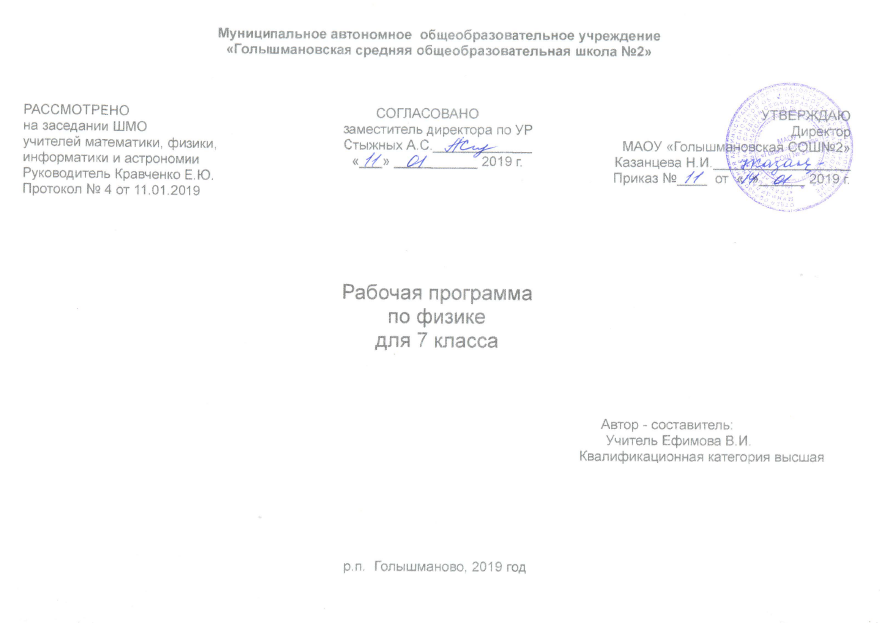 Муниципальное автономное общеобразовательное учреждение
«Голышмановская средняя общеобразовательная школа №2»
РАССМОТРЕНО
на заседании ШМО
учителей математики, физики,
информатики и астрономии
Руководитель Кравченко Е.Ю.
Протокол № 4 от 11.01.2019
СОГЛАСОВАНО
заместитель директора по УР
Стыжных А.С.
«11» 01 2019 г.
УТВЕРЖДАЮ
Директор
МАОУ «Голышмановская СОШ№2»
Казанцева Н.И.
Приказ № 11 от «14» 01 2019 г.
Рабочая программа
по физике
для 7 класса
Автор - составитель:
Учитель Ефимова В.И.
Квалификационная категория высшая
р.п. Голышманово, 2019 год